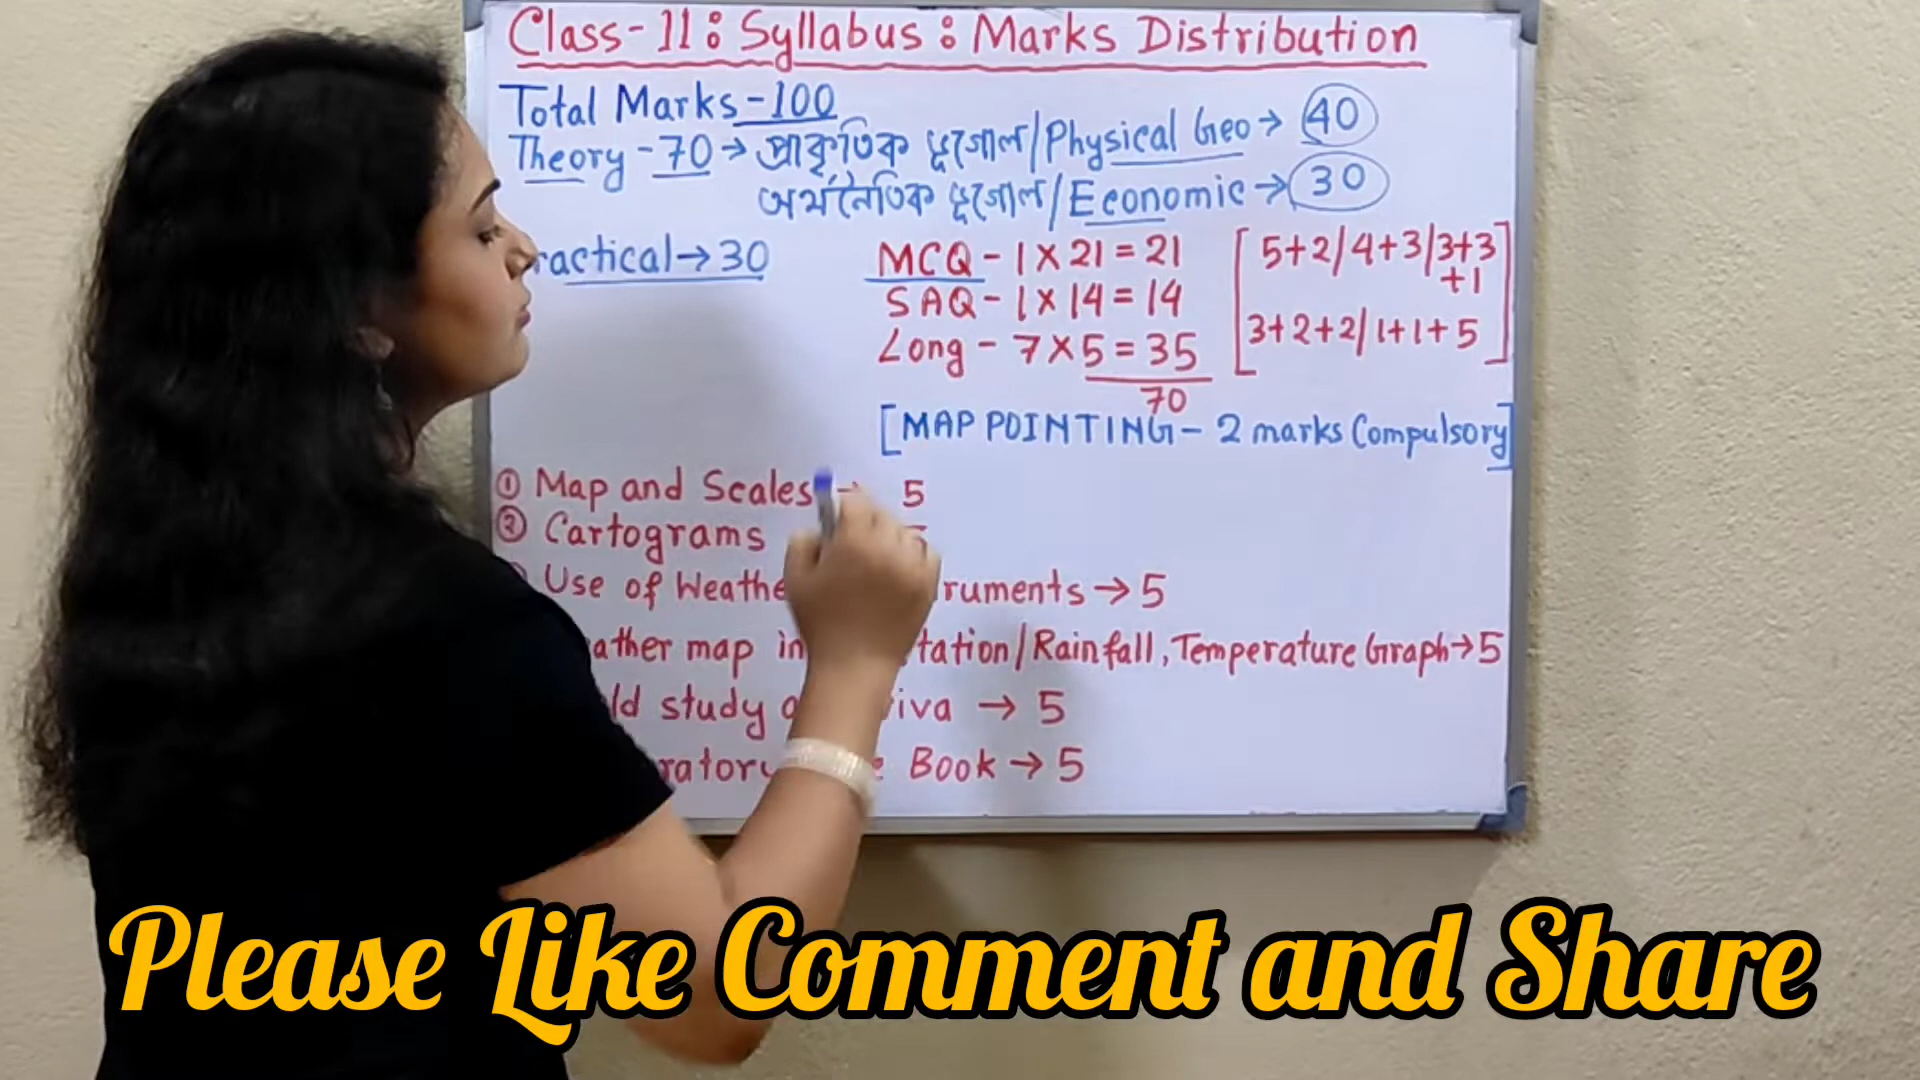 Class-11 : Syllabus : Marks Distribution
Total Marks-100
Theory-70→ প্রাকৃতিক ভূগোল/Physical Geo→ 40
অর্থনৈতিক ভূগোল/Economic→ 30
ractical→30
MCQ-1×21=21 [5+2/4+3/3+3
+1
SAQ-1×14=14
3+2+2/1+1+5]
Long-7×5=35
70
[MAP POINTING- 2 marks Compulsory]
① Map and Scales → 5
② Cartograms
Use of Weathe ruments→5
ather map in tation/Rainfall, Temperature Graph→5
ld study a viva → 5
ratory Book→5
Please Like Comment and Share